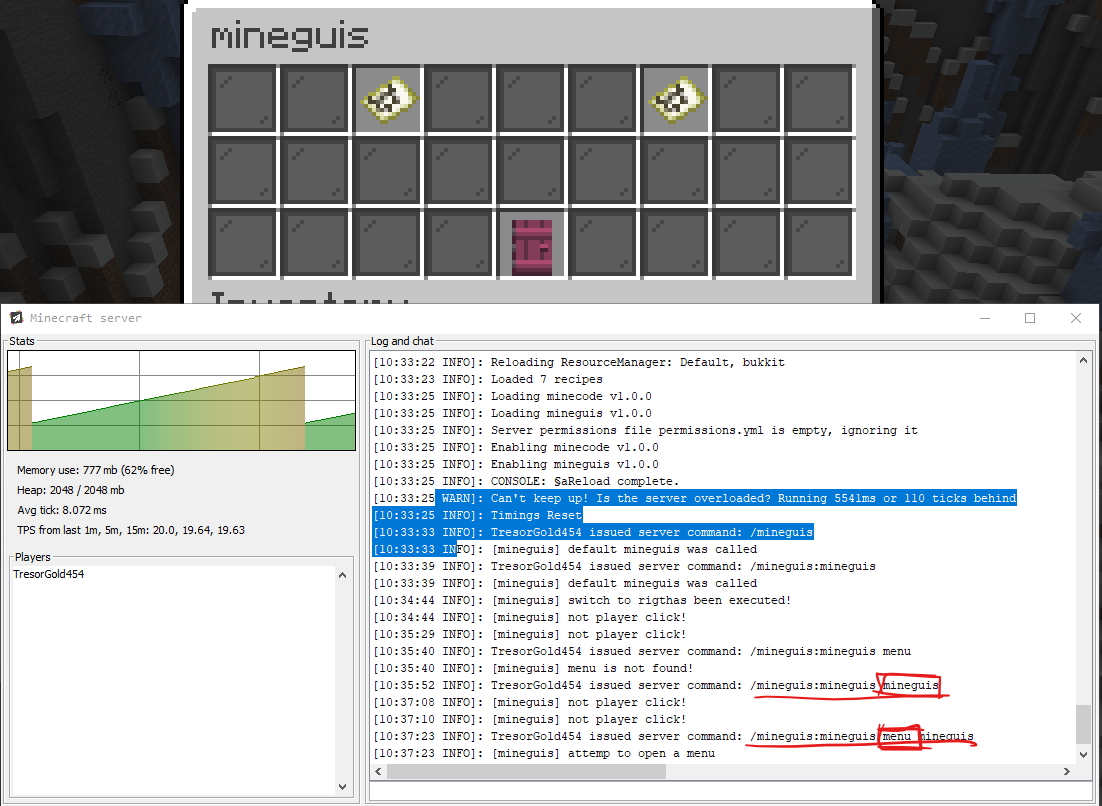 mineguis
Minecraft server
Stats
Memory use: 777 mb (62% free)
Heap: 2048 / 2048 mb
Avg tick: 8.072 ms
TPS from last 1m, 5m, 15m: 20.0, 19.64, 19.63
Players
TresorGold454
Log and chat
[10:33:22 INFO]: Reloading ResourceManager: Default, bukkit
[10:33:23 INFO]: Loaded 7 recipes
[10:33:25 INFO]: Loading minecode v1.0.0
[10:33:25 INFO]: Loading mineguis v1.0.0
[10:33:25 INFO]: Server permissions file permissions.yml is empty, ignoring it
[10:33:25 INFO]: Enabling minecode v1.0.0
[10:33:25 INFO]: Enabling mineguis v1.0.0
[10:33:25 INFO]: CONSOLE: §aReload complete.
[10:33:25 WARN]: Can't keep up! Is the server overloaded? Running 5541ms or 110 ticks behind
[10:33:25 INFO]: Timings Reset
[10:33:33 INFO]: TresorGold454 issued server command: /mineguis
[10:33:33 INFO]: [mineguis] default mineguis was called
[10:33:39 INFO]: TresorGold454 issued server command: /mineguis:mineguis
[10:33:39 INFO]: [mineguis] default mineguis was called
[10:34:44 INFO]: [mineguis] switch to rigthas been executed!
[10:34:44 INFO]: [mineguis] not player click!
[10:35:29 INFO]: [mineguis] not player click!
[10:35:40 INFO]: TresorGold454 issued server command: /mineguis:mineguis menu
[10:35:40 INFO]: [mineguis] menu is not found!
[10:35:52 INFO]: TresorGold454 issued server command: /mineguis:mineguis mineguis
[10:37:08 INFO]: [mineguis] not player click!
[10:37:10 INFO]: [mineguis] not player click!
[10:37:23 INFO]: TresorGold454 issued server command: /mineguis:mineguis menu mineguis
[10:37:23 INFO]: [mineguis] attemp to open a menu